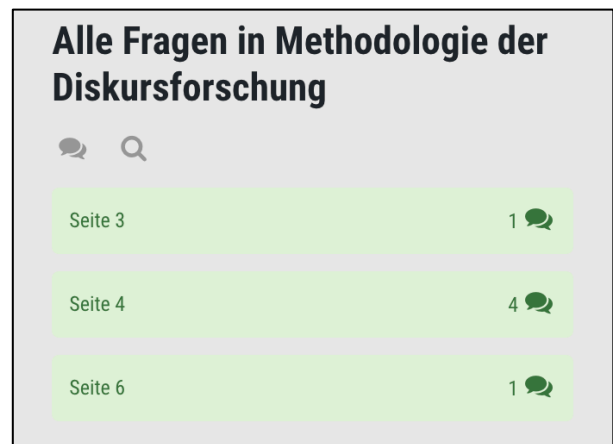 Alle Fragen in Methodologie der
Diskursforschung
Seite 3 1
Seite 4 4
Seite 6 1